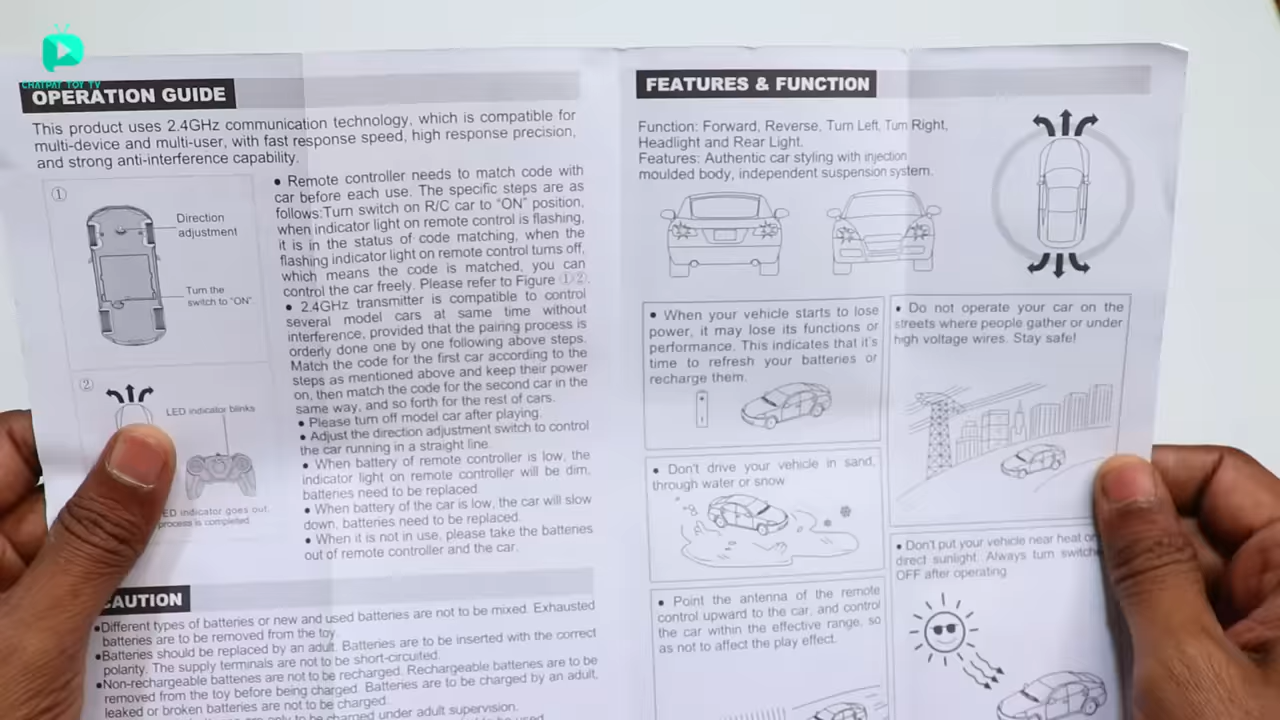 CHATPAT TOY TV
OPERATION GUIDE
This product uses 2.4GHz communication technology, which is compatible for
multi-device and multi-user, with fast response speed, high response precision,
and strong anti-interference capability.
①
Direction
adjustment
Turn the
switch to "ON"
②
LED indicator blinks
ED indicator goes out,
process is completed
• Remote controller needs to match code with
car before each use. The specific steps are as
follows:Turn switch on R/C car to "ON" position,
when indicator light on remote control is flashing,
it is in the status of code matching, when the
flashing indicator light on remote control turns off,
which means the code is matched, you can
control the car freely. Please refer to Figure ①②.
• 2.4GHz transmitter is compatible to control
several model cars at same time without
interference, provided that the pairing process is
orderly done one by one following above steps.
Match the code for the first car according to the
steps as mentioned above and keep their power
on, then match the code for the second car in the
same way, and so forth for the rest of cars.
• Please turn off model car after playing.
• Adjust the direction adjustment switch to control
the car running in a straight line.
• When battery of remote controller is low, the
indicator light on remote controller will be dim,
batteries need to be replaced.
• When battery of the car is low, the car will slow
down, batteries need to be replaced.
• When it is not in use, please take the batteries
out of remote controller and the car.
CAUTION
•Different types of batteries or new and used batteries are not to be mixed. Exhausted
batteries are to be removed from the toy.
•Batteries should be replaced by an adult. Batteries are to be inserted with the correct
polarity. The supply terminals are not to be short-circuited.
•Non-rechargeable batteries are not to be recharged. Rechargeable batteries are to be
removed from the toy before being charged. Batteries are to be charged by an adult,
leaked or broken batteries are not to be charged.
are only to be charged under adult supervision.
FEATURES & FUNCTION
Function: Forward, Reverse, Turn Left, Turn Right,
Headlight and Rear Light.
Features: Authentic car styling with injection
moulded body, independent suspension system.
• When your vehicle starts to lose
power, it may lose its functions or
performance. This indicates that it's
time to refresh your batteries or
recharge them.
• Don't drive your vehicle in sand,
through water or snow
• Point the antenna of the remote
control upward to the car, and control
the car within the effective range, so
as not to affect the play effect.
• Do not operate your car on the
streets where people gather or under
high voltage wires. Stay safe!
• Don't put your vehicle near heat or
direct sunlight. Always turn switch
OFF after operating